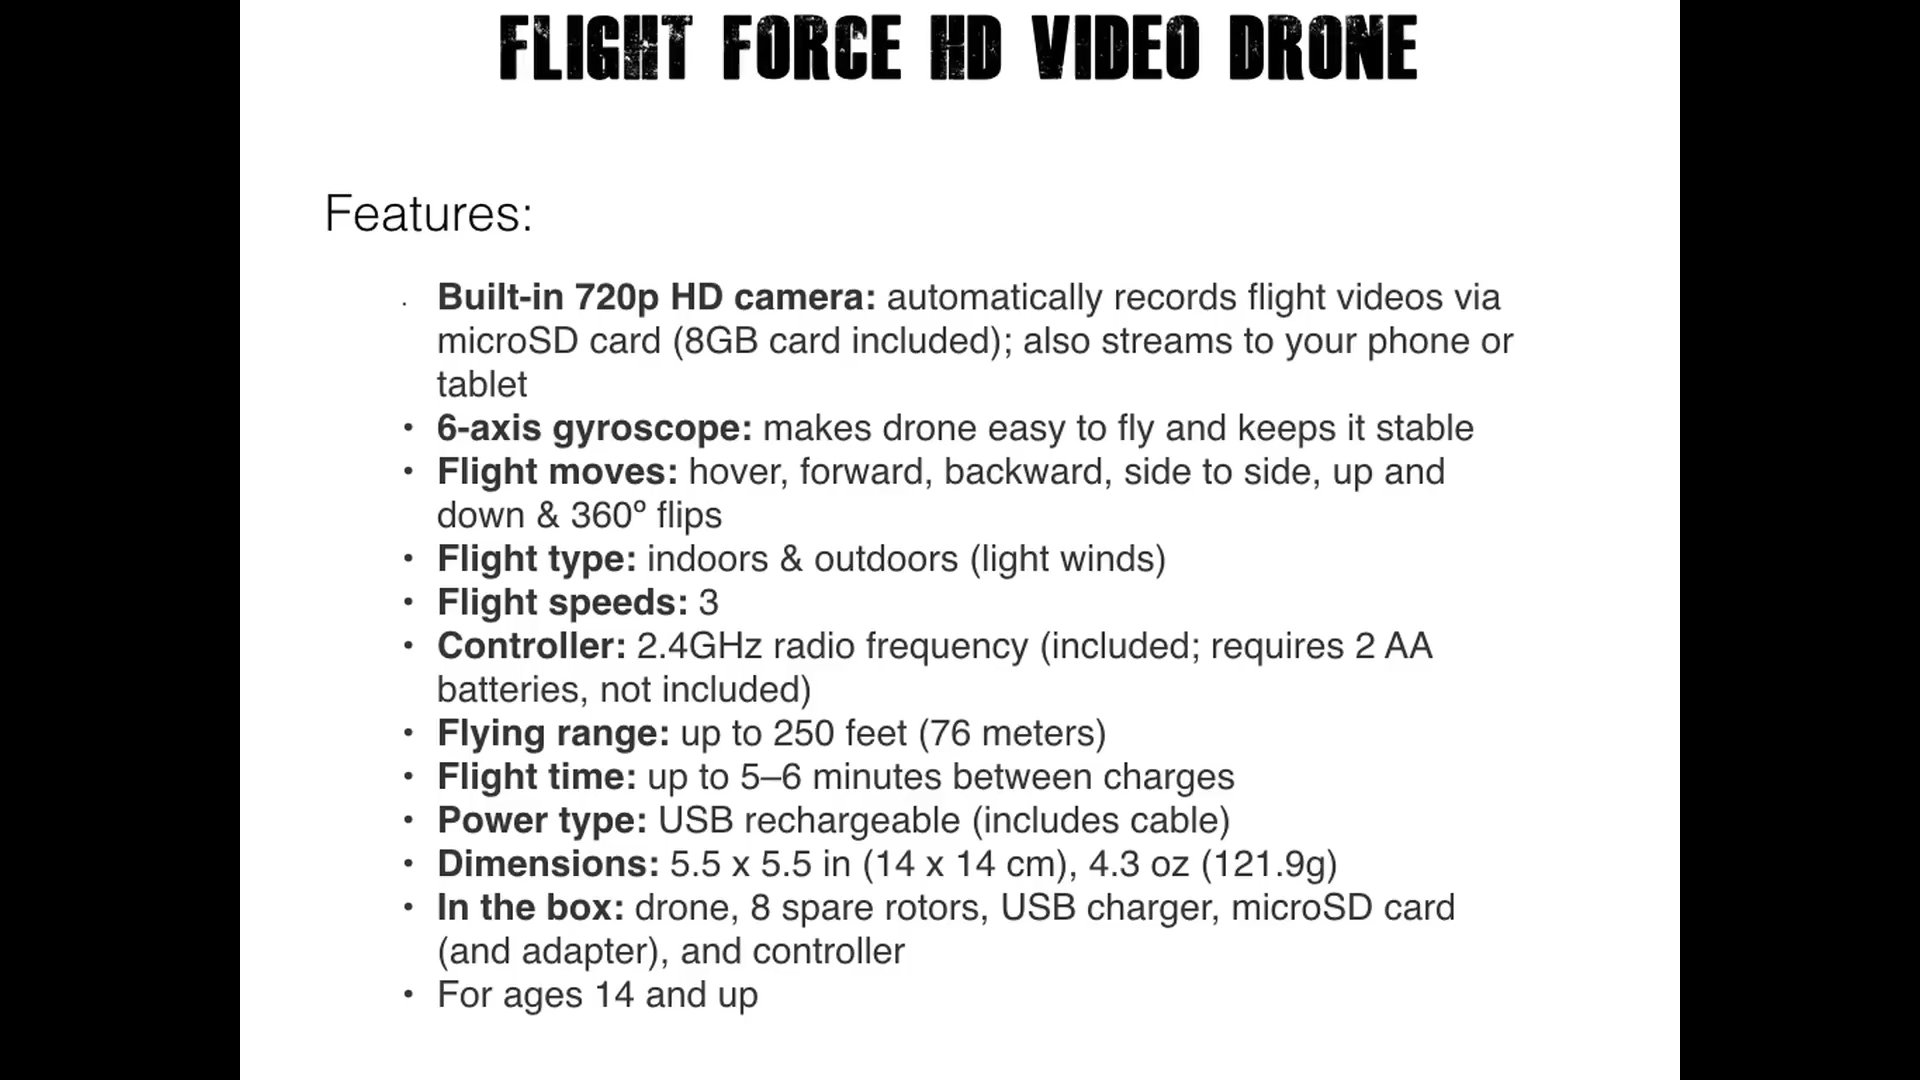 FLIGHT FORCE HD VIDEO DRONE
Features:
· Built-in 720p HD camera: automatically records flight videos via
microSD card (8GB card included); also streams to your phone or
tablet
• 6-axis gyroscope: makes drone easy to fly and keeps it stable
• Flight moves: hover, forward, backward, side to side, up and
down & 360º flips
• Flight type: indoors & outdoors (light winds)
• Flight speeds: 3
• Controller: 2.4GHz radio frequency (included; requires 2 AA
batteries, not included)
• Flying range: up to 250 feet (76 meters)
• Flight time: up to 5–6 minutes between charges
• Power type: USB rechargeable (includes cable)
• Dimensions: 5.5 x 5.5 in (14 x 14 cm), 4.3 oz (121.9g)
• In the box: drone, 8 spare rotors, USB charger, microSD card
(and adapter), and controller
• For ages 14 and up